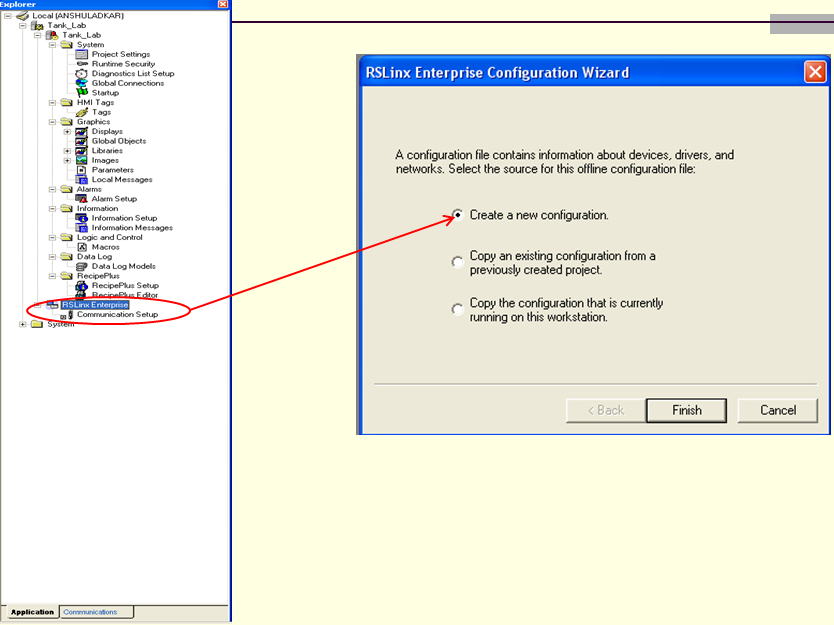 Explorer
Local (ANSHULADKAR)
Tank_Lab
Tank_Lab
System
Project Settings
Runtime Security
Diagnostics List Setup
Global Connections
Startup
HMI Tags
Tags
Graphics
Displays
Global Objects
Libraries
Images
Parameters
Local Messages
Alarms
Alarm Setup
Information
Information Setup
Information Messages
Logic and Control
Macros
Data Log
Data Log Models
RecipePlus
RecipePlus Setup
RecipePlus Editor
RSLinx Enterprise
Communication Setup
System
Application
Communications
RSLinx Enterprise Configuration Wizard
A configuration file contains information about devices, drivers, and
networks. Select the source for this offline configuration file:
Create a new configuration.
Copy an existing configuration from a
previously created project.
Copy the configuration that is currently
running on this workstation.
< Back
Finish
Cancel